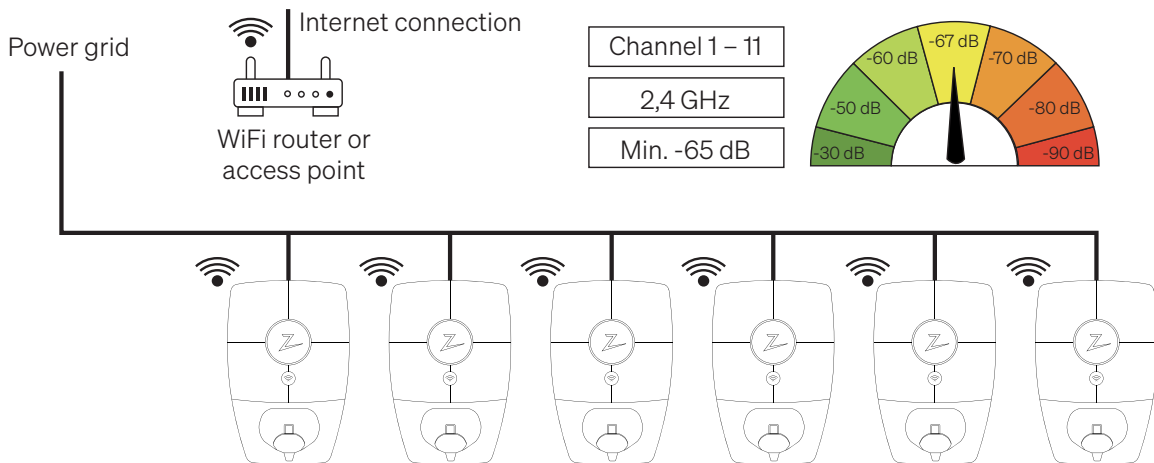 Internet connection
Power grid
WiFi router or
access point
Channel 1 – 11
2,4 GHz
Min. -65 dB
-30 dB
-50 dB
-60 dB
-67 dB
-70 dB
-80 dB
-90 dB